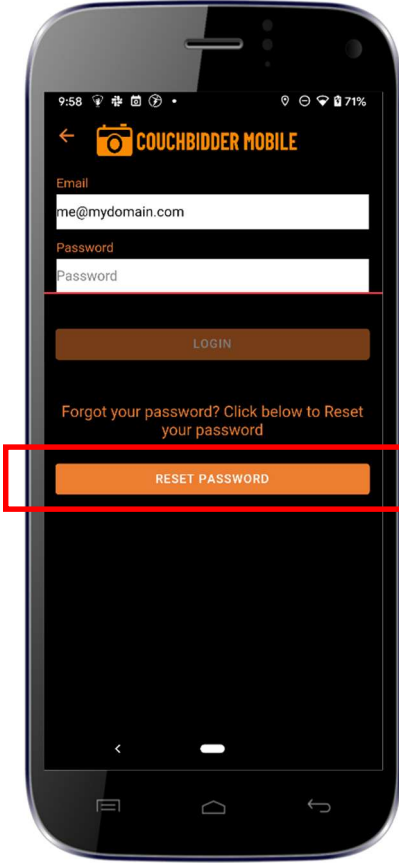 9:58 71%
COUCHBIDDER MOBILE
Email
me@mydomain.com
Password
Password
LOGIN
Forgot your password? Click below to Reset
your password
RESET PASSWORD